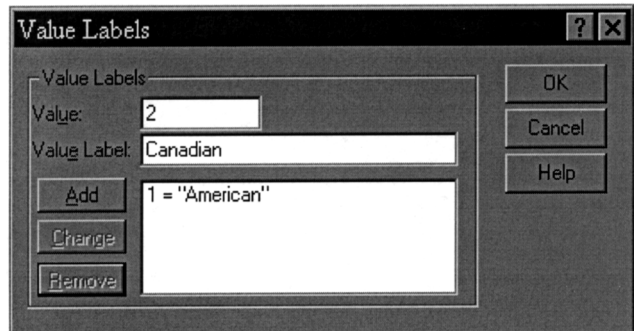 Value Labels ? X
Value Labels
Value: 2
Value Label: Canadian
Add
Change
Remove
1 = "American"
OK
Cancel
Help